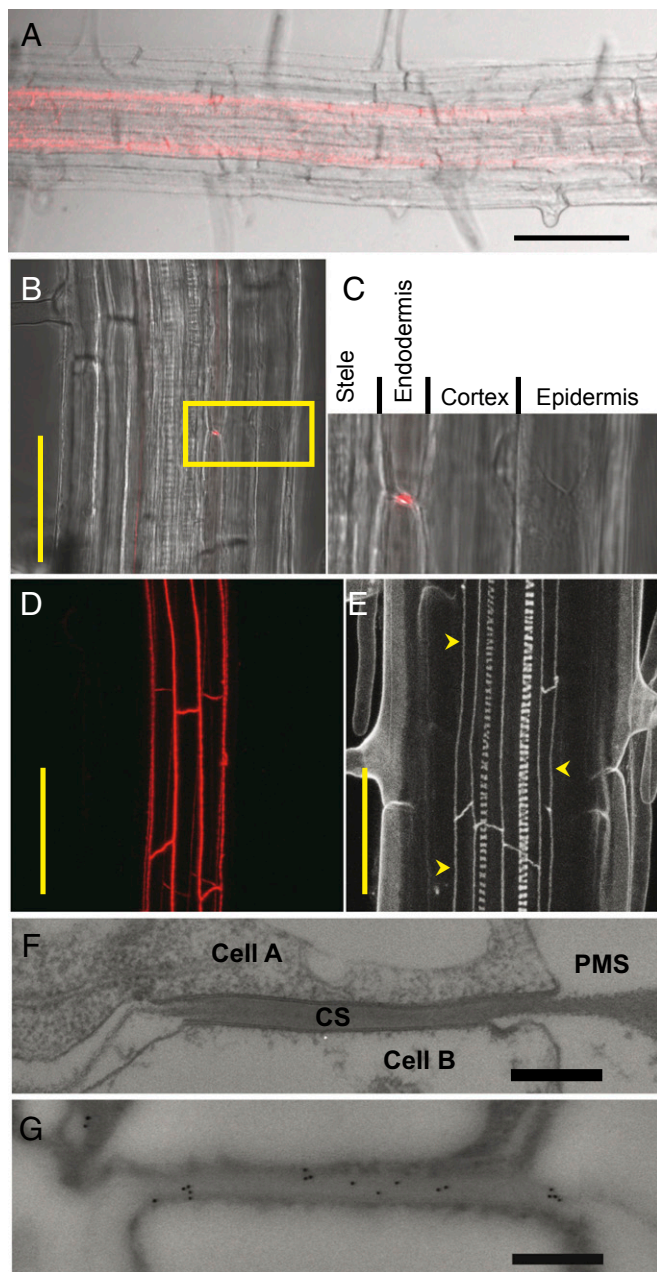 A
B
C
Stele
Endodermis
Cortex
Epidermis
D
E
F
Cell A
PMS
CS
Cell B
G